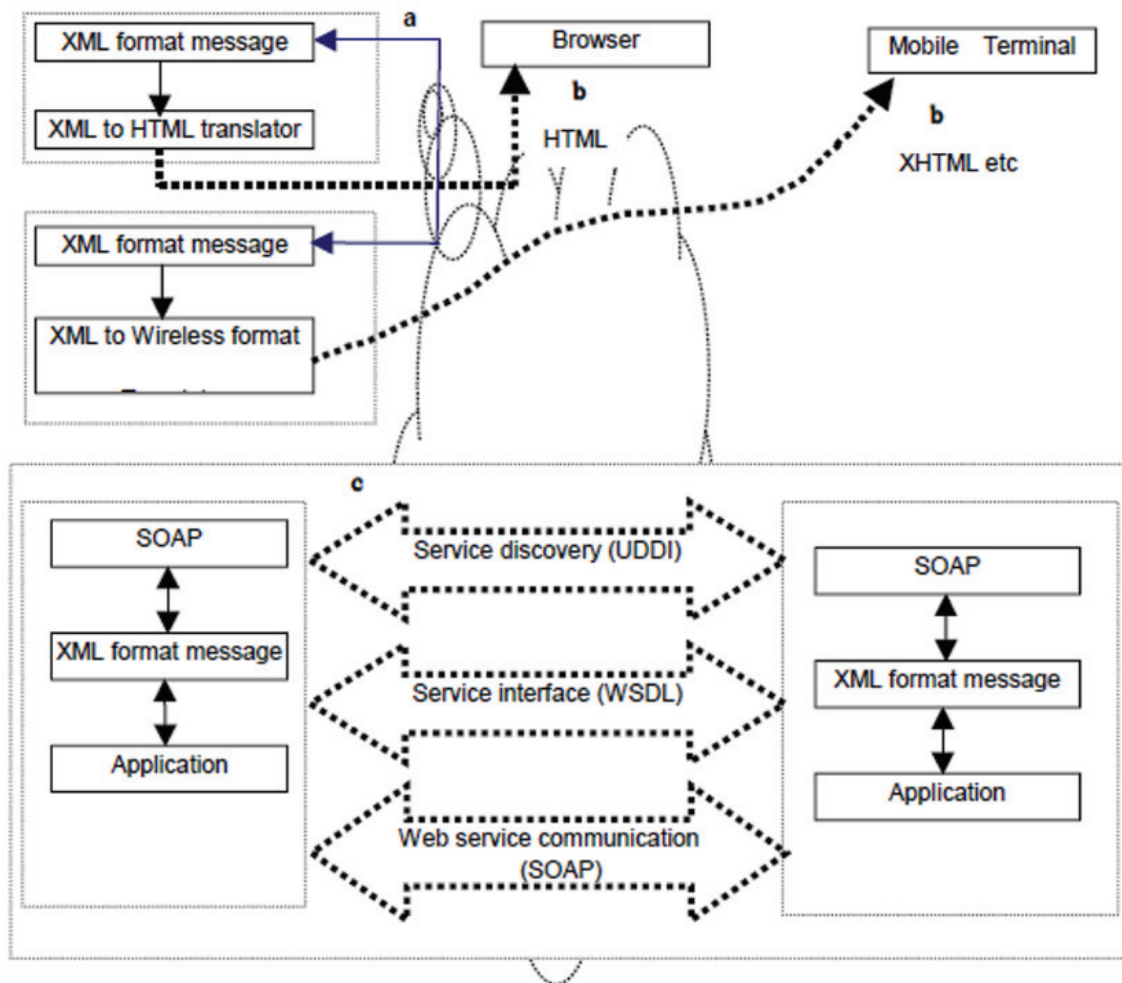 a
XML format message
Browser
Mobile Terminal
b
HTML
b
XHTML etc
XML to HTML translator
XML format message
XML to Wireless format
c
SOAP
XML format message
Application
Service discovery (UDDI)
Service interface (WSDL)
Web service communication
(SOAP)
SOAP
XML format message
Application